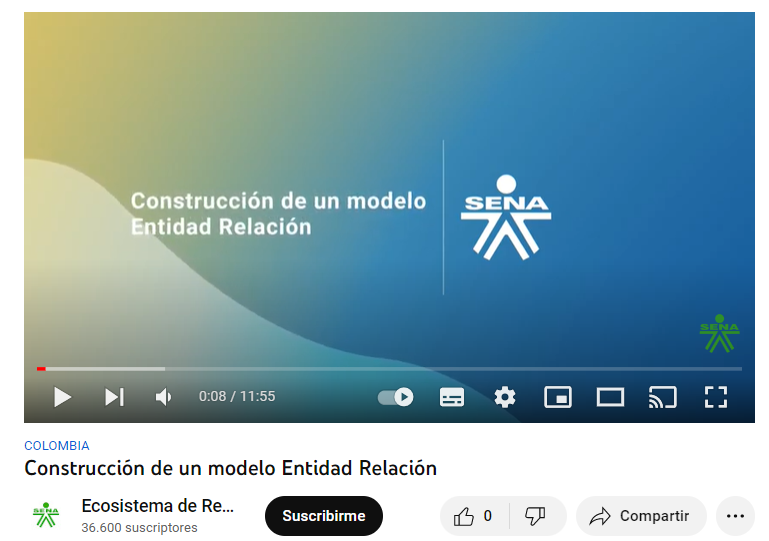 Construcción de un modelo
Entidad Relación
SENA
SENA
0:08 / 11:55
COLOMBIA
Construcción de un modelo Entidad Relación
SENA
Ecosistema de Re...
36.600 suscriptores
Suscribirme
0
Compartir